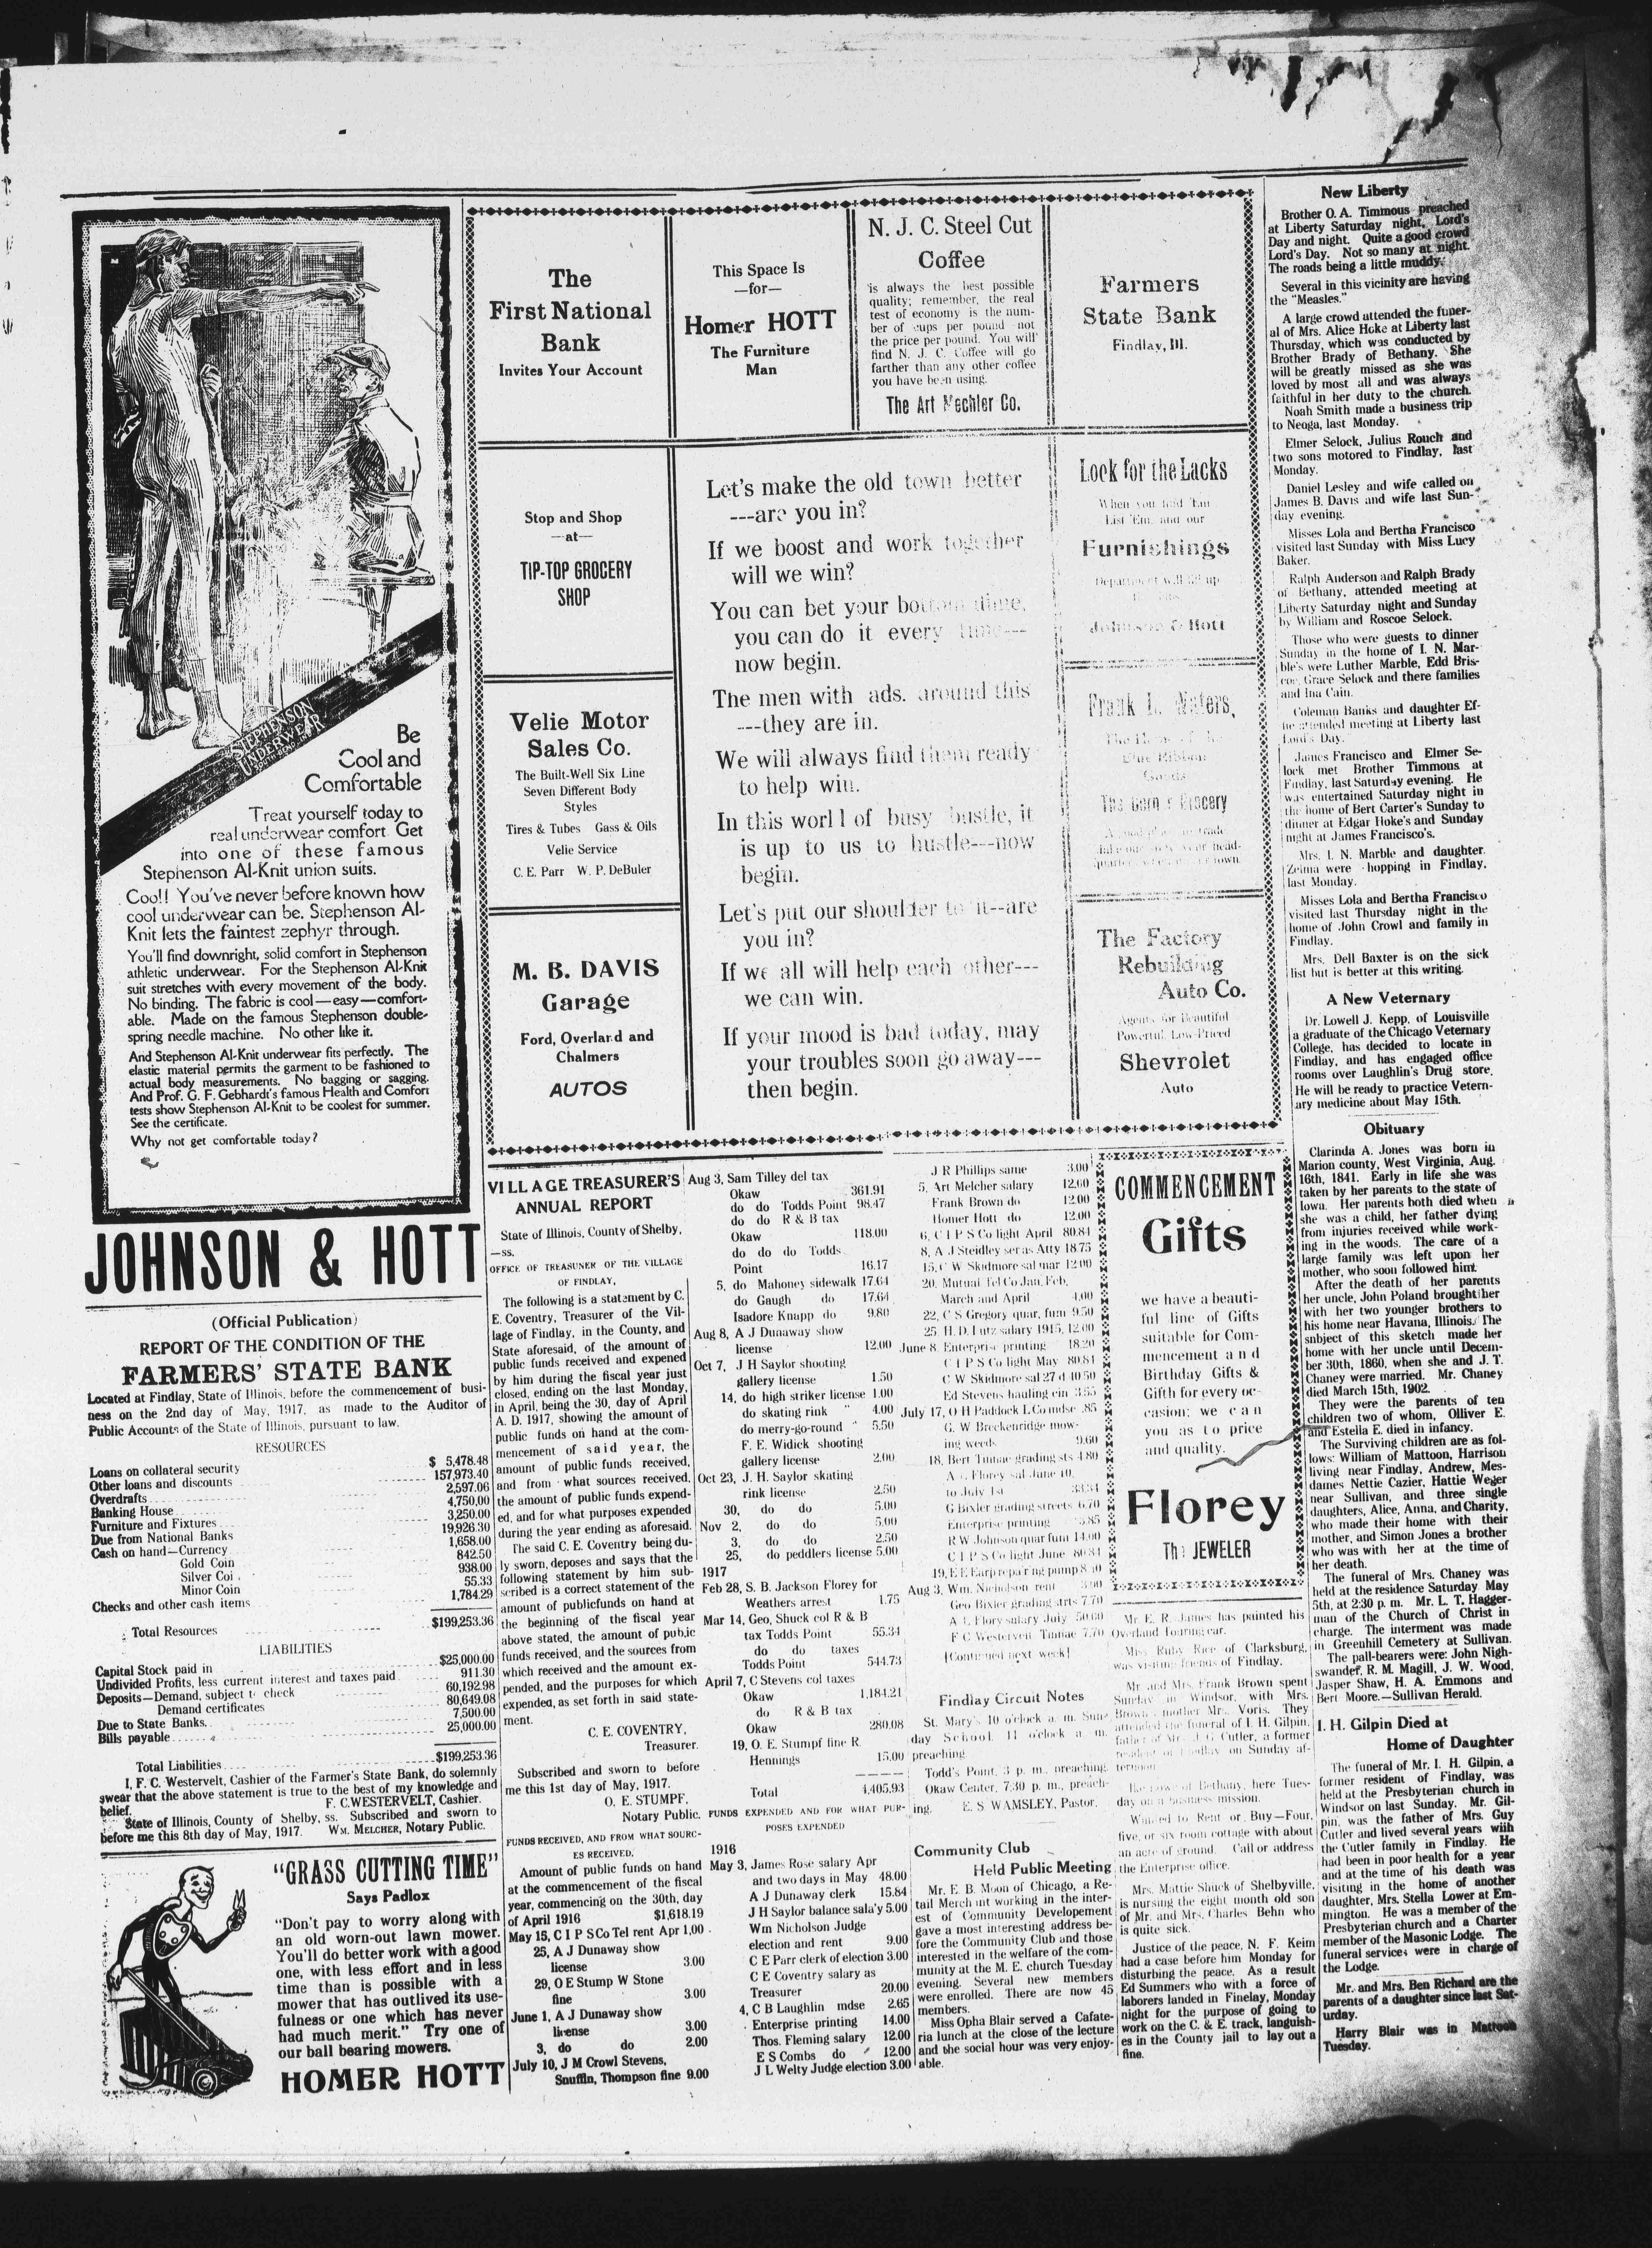 STEPHENSON
UNDERWEAR
SOUTH BEND, IND.
Be
Cool and
Comfortable
Treat yourself today to
real underwear comfort. Get
into one of these famous
Stephenson Al-Knit union suits.
Cool! You've never before known how
cool underwear can be. Stephenson Al-
Knit lets the faintest zephyr through.
You'll find downright, solid comfort in Stephenson
athletic underwear. For the Stephenson Al-Knit
suit stretches with every movement of the body.
No binding. The fabric is cool—easy—comfort-
able. Made on the famous Stephenson double-
spring needle machine. No other like it.
And Stephenson Al-Knit underwear fits perfectly. The
elastic material permits the garment to be fashioned to
actual body measurements. No bagging or sagging.
And Prof. G. F. Gebhardt's famous Health and Comfort
tests show Stephenson Al-Knit to be coolest for summer.
See the certificate.
Why not get comfortable today?
JOHNSON & HOTT
(Official Publication)
REPORT OF THE CONDITION OF THE
FARMERS' STATE BANK
Located at Findlay, State of Illinois, before the commencement of busi-
ness on the 2nd day of May, 1917, as made to the Auditor of
Public Accounts of the State of Illinois, pursuant to law.
RESOURCES
Loans on collateral security $ 5,478.48
Other loans and discounts 157,973.40
Overdrafts 2,597.06
Banking House 4,750.00
Furniture and Fixtures 3,250.00
Due from National Banks 19,926.30
Cash on hand—Currency 1,658.00
Gold Coin 842.50
Silver Coi 938.00
Minor Coin 55.33
Checks and other cash items 1,784.29
Total Resources $199,253.36
LIABILITIES
Capital Stock paid in $25,000.00
Undivided Profits, less current interest and taxes paid 911.30
Deposits—Demand, subject to check 60,192.98
Demand certificates 80,649.08
Due to State Banks 7,500.00
Bills payable 25,000.00
Total Liabilities $199,253.36
I, F. C. Westervelt, Cashier of the Farmer's State Bank, do solemnly
swear that the above statement is true to the best of my knowledge and
belief. F. C. WESTERVELT, Cashier.
State of Illinois, County of Shelby, ss. Subscribed and sworn to
before me this 8th day of May, 1917. WM. MELCHER, Notary Public.
"GRASS CUTTING TIME"
Says Padlox
"Don't pay to worry along with
an old worn-out lawn mower.
You'll do better work with a good
one, with less effort and in less
time than is possible with a
mower that has outlived its use-
fulness or one which has never
had much merit." Try one of
our ball bearing mowers.
HOMER HOTT
The
First National
Bank
Invites Your Account
This Space Is
—for—
Homer HOTT
The Furniture
Man
N. J. C. Steel Cut
Coffee
is always the best possible
quality; remember, the real
test of economy is the num-
ber of cups per pound not
the price per pound. You will
find N. J. C. Coffee will go
farther than any other coffee
you have been using.
The Art Mechler Co.
Farmers
State Bank
Findlay, Ill.
Stop and Shop
—at—
TIP-TOP GROCERY
SHOP
Velie Motor
Sales Co.
The Built-Well Six Line
Seven Different Body
Styles
Tires & Tubes Gass & Oils
Velie Service
C. E. Parr W. P. DeBuler
M. B. DAVIS
Garage
Ford, Overland and
Chalmers
AUTOS
Let's make the old town better
---are you in?
If we boost and work together
will we win?
You can bet your bottom dime,
you can do it every time---
now begin.
The men with ads. around this
---they are in.
We will always find them ready
to help win.
In this worl l of busy bustle, it
is up to us to hustle---now
begin.
Let's put our shoulder to it--are
you in?
If we all will help each other---
we can win.
If your mood is bad today, may
your troubles soon go away---
then begin.
Look for the Lacks
When you find 'Em
List 'Em and our
Furnishings
Department will fill up
Johnson & Hott
Frank L. Waters,
The Home of the
Blue Ribbon
Goods
The Corner Grocery
The Factory
Rebuilding
Auto Co.
Agents for Beautiful
Powerful Low Priced
Shevrolet
Auto
VILLAGE TREASURER'S
ANNUAL REPORT
State of Illinois, County of Shelby,
—ss.
OFFICE OF TREASUNER OF THE VILLAGE
OF FINDLAY,
The following is a statement by C.
E. Coventry, Treasurer of the Vil-
lage of Findlay, in the County, and
State aforesaid, of the amount of
public funds received and expened
by him during the fiscal year just
closed, ending on the last Monday,
in April, being the 30, day of April
A. D. 1917, showing the amount of
public funds on hand at the com-
mencement of said year, the
amount of public funds received,
and from what sources received,
the amount of public funds expend-
ed, and for what purposes expended
during the year ending as aforesaid.
The said C. E. Coventry being du-
ly sworn, deposes and says that the
following statement by him sub-
scribed is a correct statement of the
amount of publicfunds on hand at
the beginning of the fiscal year
above stated, the amount of pubic
funds received, and the sources from
which received and the amount ex-
pended, and the purposes for which
expended, as set forth in said state-
ment.
C. E. COVENTRY,
Treasurer.
Subscribed and sworn to before
me this 1st day of May, 1917.
O. E. STUMPF,
Notary Public.
FUNDS RECEIVED, AND FROM WHAT SOURC-
ES RECEIVED.
Amount of public funds on hand
at the commencement of the fiscal
year, commencing on the 30th, day
of April 1916 $1,618.19
May 15, C I P SCo Tel rent Apr 1,00
25, A J Dunaway show
license 3.00
29, O E Stump W Stone
fine 3.00
June 1, A J Dunaway show
license 3.00
3, do do 2.00
July 10, J M Crowl Stevens,
Snuffin, Thompson fine 9.00
Aug 3, Sam Tilley del tax
Okaw 361.91
do do Todds Point 98.47
do do R & B tax
Okaw 118.00
do do do Todds
Point 16.17
5, do Mahoney sidewalk 17.64
do Gaugh do 17.64
Isadore Knapp do 9.80
Aug 8, A J Dunaway show
license 12.00
Oct 7, J H Saylor shooting
gallery license 1.50
14, do high striker license 1.00
do skating rink " 4.00
do merry-go-round " 5.50
F. E. Widick shooting
gallery license 2.00
Oct 23, J. H. Saylor skating
rink license 2.50
30, do do 5.00
Nov 2, do do 5.00
3, do do 2.50
25, do peddlers license 5.00
1917
Feb 28, S. B. Jackson Florey for
Weathers arrest 1.75
Mar 14, Geo, Shuck col R & B
tax Todds Point 55.34
do do taxes
Todds Point 544.73
April 7, C Stevens col taxes
Okaw 1,184.21
do R & B tax
Okaw 280.08
19, O. E. Stumpf fine R.
Hennings 15.00
Total 4,405.93
FUNDS EXPENDED AND FOR WHAT PUR-
POSES EXPENDED
1916
May 3, James Rose salary Apr
and two days in May 48.00
A J Dunaway clerk 15.84
J H Saylor balance sala'y 5.00
Wm Nicholson Judge
election and rent 9.00
C E Parr clerk of election 3.00
C E Coventry salary as
Treasurer 20.00
4, C B Laughlin mdse 2.65
Enterprise printing 14.00
Thos. Fleming salary 12.00
E S Combs do 12.00
J L Welty Judge election 3.00
J R Phillips same 3.00
5, Art Melcher salary 12.00
Frank Brown do 12.00
Homer Hott do 12.00
6, C I P S Co light April 80.84
8, A J Steidley ser as Atty 18.75
15, C W Skidmore sal mar 12.00
20, Mutual Tel Co Jan, Feb,
March and April 4.00
22, C S Gregory quar, fum 9.50
25, H. D. Lutz salary 1915, 12.00
June 8, Enterprise printing 18.20
C I P S Co light May 80.84
C W Skidmore sal 27 d 40.50
Ed Stevens hauling cin 3.55
July 17, O H Paddock L Co mdse .85
G. W Breckenridge mow-
ing weeds 9.60
18, Bert Tinnae grading sts 4.80
A L Florey sal June 10,
to July 1st 33.34
G Bixler grading streets 6.70
Enterprise printing 5.85
R W Johnson quar fum 14.00
C I P S Co light June 80.84
19, E E Earp repa'r'ng pump 8.10
Aug 3, Wm. Nicholson rent 3.00
Geo Bixler grading strts 7.70
A L Flory salary July 50.00
F C Westervelt Tinnae 7.70
[Continued next week]
Findlay Circuit Notes
St. Mary's 10 o'clock a. m. Sun-
day School 11 o'clock a. m.
preaching.
Todd's Point, 3 p. m., preaching.
Okaw Center, 7:30 p. m., preach-
ing.
E. S WAMSLEY, Pastor.
Community Club
Held Public Meeting
Mr. E. B. Moon of Chicago, a Re-
tail Merch int working in the inter-
est of Community Developement
gave a most interesting address be-
fore the Community Club and those
interested in the welfare of the com-
munity at the M. E. church Tuesday
evening. Several new members
were enrolled. There are now 45
members.
Miss Opha Blair served a Cafate-
ria lunch at the close of the lecture
and the social hour was very enjoy-
able.
COMMENCEMENT
Gifts
we have a beauti-
ful line of Gifts
suitable for Com-
mencement and
Birthday Gifts &
Gifth for every oc-
casion; we can
you as to price
and quality.
Florey
The JEWELER
Mr E. R. James has painted his
Overland Touring car.
Miss Ruby Rice of Clarksburg,
was visiting friends of Findlay.
Mr and Mrs. Frank Brown spent
Sunday in Windsor, with Mrs.
Brown's mother Mrs. Voris. They
attended the funeral of I. H. Gilpin,
father of Mrs. J G Cutler, a former
resident of Findlay on Sunday af-
ternoon.
of Bethany, here Tues-
day on a business mission.
Wanted to Rent or Buy—Four,
five, or six room cottage with about
an acre of ground. Call or address
the Enterprise office.
Mrs. Mattie Shuck of Shelbyville,
is nursing the eight month old son
of Mr. and Mrs. Charles Behn who
is quite sick.
Justice of the peace, N. F. Keim
had a case before him Monday for
disturbing the peace. As a result
Ed Summers who with a force of
laborers landed in Finelay, Monday
night for the purpose of going to
work on the C. & E. track, languish-
es in the County jail to lay out a
fine.
New Liberty
Brother O. A. Timmous preached
at Liberty Saturday night, Lord's
Day and night. Quite a good crowd
Lord's Day. Not so many at night.
The roads being a little muddy.
Several in this vicinity are having
the "Measles."
A large crowd attended the funer-
al of Mrs. Alice Hoke at Liberty last
Thursday, which was conducted by
Brother Brady of Bethany. She
will be greatly missed as she was
loved by most all and was always
faithful in her duty to the church.
Noah Smith made a business trip
to Neoga, last Monday.
Elmer Selock, Julius Rouch and
two sons motored to Findlay, last
Monday.
Daniel Lesley and wife called on
James B. Davis and wife last Sun-
day evening.
Misses Lola and Bertha Francisco
visited last Sunday with Miss Lucy
Baker.
Ralph Anderson and Ralph Brady
of Bethany, attended meeting at
Liberty Saturday night and Sunday
by William and Roscoe Selock.
Those who were guests to dinner
Sunday in the home of I. N. Mar-
ble's were Luther Marble, Edd Bris-
coe, Grace Selock and there families
and Ina Cain.
Coleman Banks and daughter Ef-
fie attended meeting at Liberty last
Lord's Day.
James Francisco and Elmer Se-
lock met Brother Timmons at
Findlay, last Saturday evening. He
was entertained Saturday night in
the home of Bert Carter's Sunday to
dinner at Edgar Hoke's and Sunday
night at James Francisco's.
Mrs. I. N. Marble and daughter
Zelma were shopping in Findlay,
last Monday.
Misses Lola and Bertha Francisco
visited last Thursday night in the
home of John Crowl and family in
Findlay.
Mrs. Dell Baxter is on the sick
list but is better at this writing.
A New Veternary
Dr. Lowell J. Kepp, of Louisville
a graduate of the Chicago Veternary
College, has decided to locate in
Findlay, and has engaged office
rooms over Laughlin's Drug store.
He will be ready to practice Vetern-
ary medicine about May 15th.
Obituary
Clarinda A. Jones was born in
Marion county, West Virginia, Aug.
16th, 1841. Early in life she was
taken by her parents to the state of
Iowa. Her parents both died when
she was a child, her father dying
from injuries received while work-
ing in the woods. The care of a
large family was left upon her
mother, who soon followed him.
After the death of her parents
her uncle, John Poland brought her
with her two younger brothers to
his home near Havana, Illinois. The
snbject of this sketch made her
home with her uncle until Decem-
ber 30th, 1860, when she and J. T.
Chaney were married. Mr. Chaney
died March 15th, 1902.
They were the parents of ten
children two of whom, Olliver E.
and Estella E. died in infancy.
The Surviving children are as fol-
lows: William of Mattoon, Harrison
living near Findlay, Andrew, Mes-
dames Nettie Cazier, Hattie Weger
near Sullivan, and three single
daughters, Alice, Anna, and Charity,
who made their home with their
mother, and Simon Jones a brother
who was with her at the time of
her death.
The funeral of Mrs. Chaney was
held at the residence Saturday May
5th, at 2:30 p. m. Mr. L. T. Hagger-
man of the Church of Christ in
charge. The interment was made
in Greenhill Cemetery at Sullivan.
The pall-bearers were: John Nigh-
swander, R. M. Magill, J. W. Wood,
Jasper Shaw, H. A. Emmons and
Bert Moore.—Sullivan Herald.
I. H. Gilpin Died at
Home of Daughter
The funeral of Mr. I. H. Gilpin, a
former resident of Findlay, was
held at the Presbyterian church in
Windsor on last Sunday. Mr. Gil-
pin, was the father of Mrs. Guy
Cutler and lived several years wiih
the Cutler family in Findlay. He
had been in poor health for a year
and at the time of his death was
visiting in the home of another
daughter, Mrs. Stella Lower at Em-
mington. He was a member of the
Presbyterian church and a Charter
member of the Masonic Lodge. The
funeral services were in charge of
the Lodge.
Mr. and Mrs. Ben Richard are the
parents of a daughter since last Sat-
urday.
Harry Blair was in Mattoon
Tuesday.